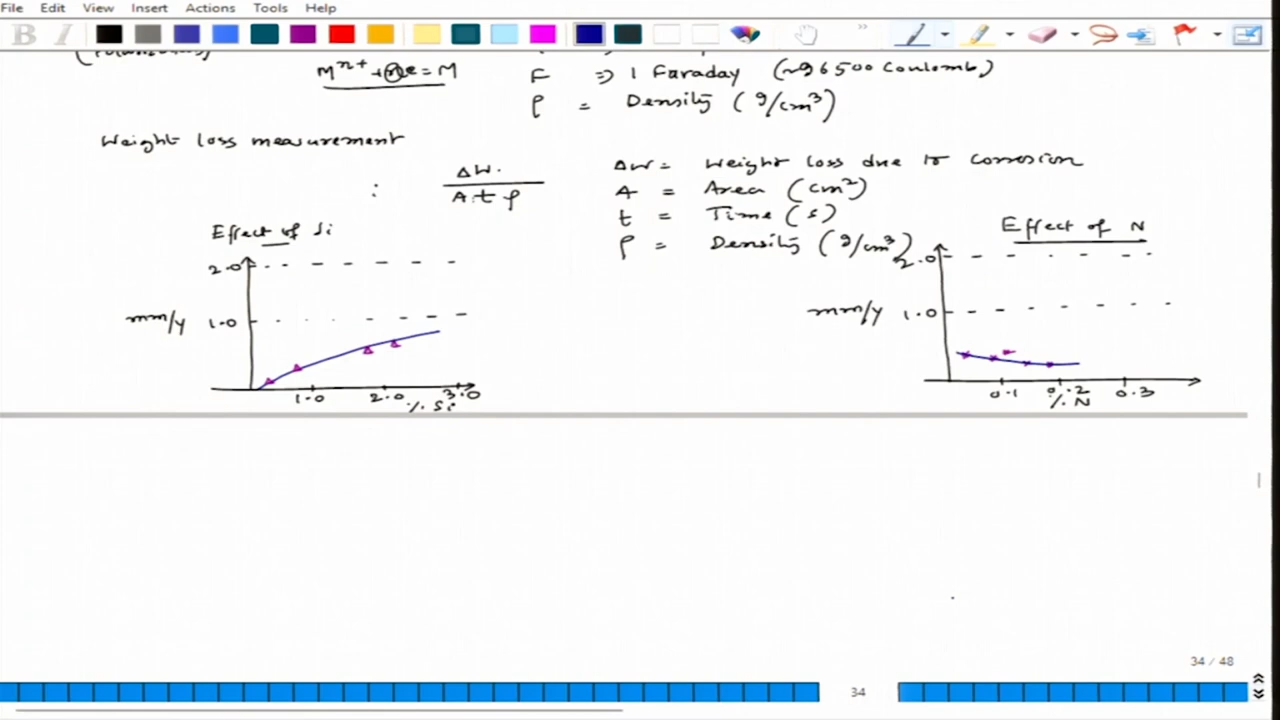 File Edit View Insert Actions Tools Help
B I
Mⁿ⁺ + ne = M
F ⇒ 1 Faraday (~96500 Coulomb)
ρ = Density (g/cm³)
Weight loss measurement
: ΔW.
A.t ρ
ΔW = Weight loss due to corrosion
A = Area (cm²)
t = Time (s)
ρ = Density (g/cm³)
Effect of Si
2.0
mm/y 1.0
1.0 2.0 3.0
% Si
Effect of N
2.0
mm/y 1.0
0.1 0.2 0.3
% N
34 / 48
34